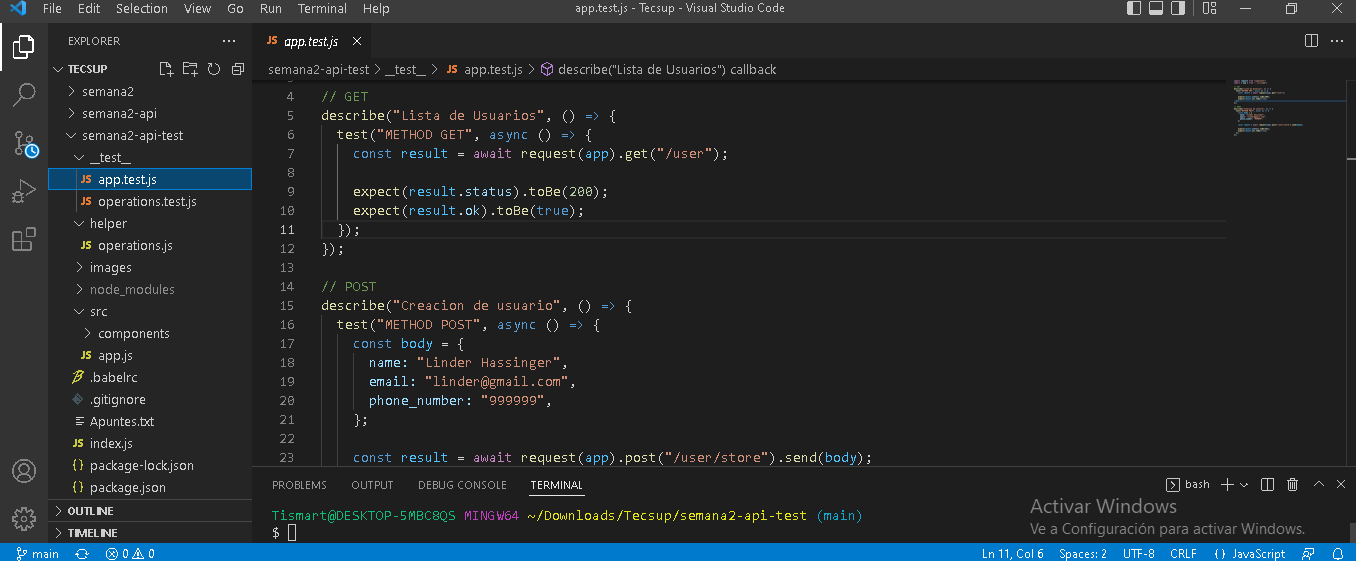 File Edit Selection View Go Run Terminal Help app.test.js - Tecsup - Visual Studio Code
EXPLORER
TECSUP
semana2
semana2-api
semana2-api-test
__test__
JS app.test.js
JS operations.test.js
helper
JS operations.js
images
node_modules
src
components
JS app.js
.babelrc
.gitignore
Apuntes.txt
JS index.js
{} package-lock.json
{} package.json
OUTLINE
TIMELINE
JS app.test.js
semana2-api-test > __test__ > JS app.test.js > describe("Lista de Usuarios") callback
4 // GET
5 describe("Lista de Usuarios", () => {
6 test("METHOD GET", async () => {
7 const result = await request(app).get("/user");
8
9 expect(result.status).toBe(200);
10 expect(result.ok).toBe(true);
11 });
12 });
13
14 // POST
15 describe("Creacion de usuario", () => {
16 test("METHOD POST", async () => {
17 const body = {
18 name: "Linder Hassinger",
19 email: "linder@gmail.com",
20 phone_number: "999999",
21 };
22
23 const result = await request(app).post("/user/store").send(body);
PROBLEMS OUTPUT DEBUG CONSOLE TERMINAL bash
Tismart@DESKTOP-5MBC8QS MINGW64 ~/Downloads/Tecsup/semana2-api-test (main)
$
Activar Windows
Ve a Configuración para activar Windows.
main 0 0 Ln 11, Col 6 Spaces: 2 UTF-8 CRLF {} JavaScript